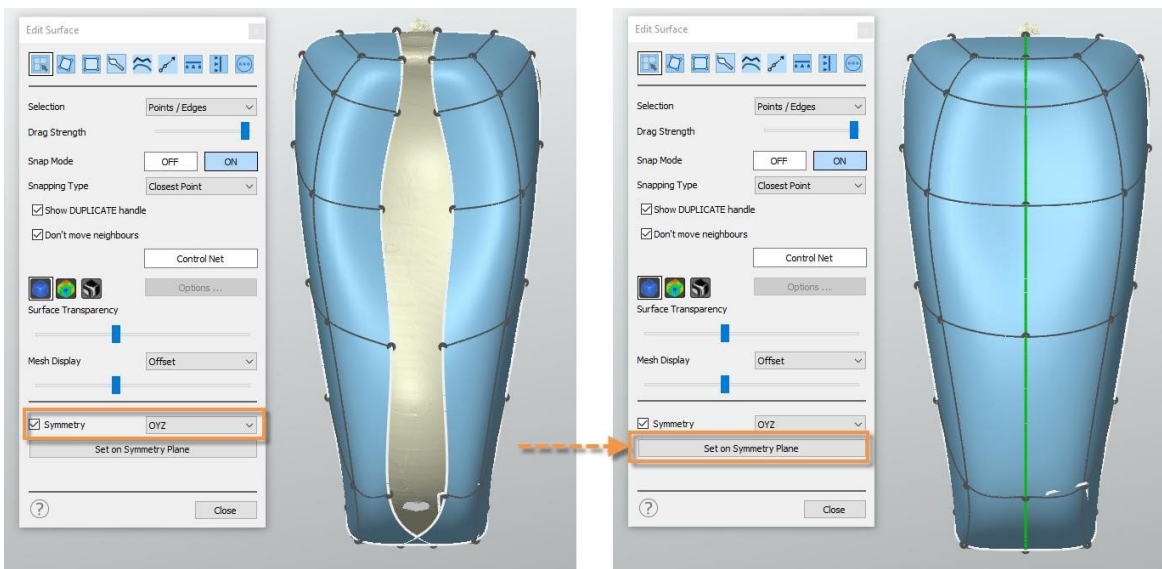 Edit Surface
Selection Points / Edges
Drag Strength
Snap Mode OFF ON
Snapping Type Closest Point
Show DUPLICATE handle
Don't move neighbours
Control Net
Options ...
Surface Transparency
Mesh Display Offset
Symmetry OYZ
Set on Symmetry Plane
? Close
Edit Surface
Selection Points / Edges
Drag Strength
Snap Mode OFF ON
Snapping Type Closest Point
Show DUPLICATE handle
Don't move neighbours
Control Net
Options ...
Surface Transparency
Mesh Display Offset
Symmetry OYZ
Set on Symmetry Plane
? Close